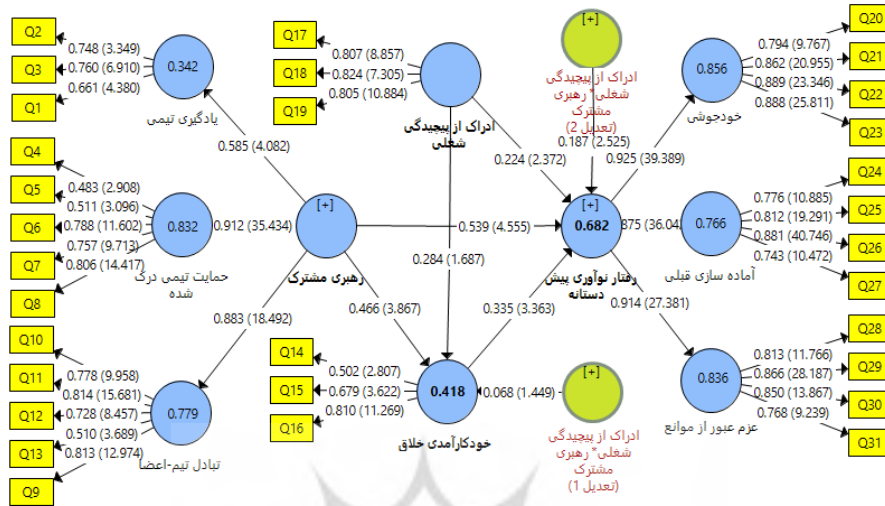 Q2
Q3
Q1
0.748 (3.349)
0.760 (6.910)
0.661 (4.380)
0.342
یادگیری تیمی
0.585 (4.082)
Q4
Q5
Q6
Q7
Q8
0.483 (2.908)
0.511 (3.096)
0.788 (11.602)
0.757 (9.713)
0.806 (14.417)
0.832
حمایت تیمی درک
شده
0.912 (35.434)
Q10
Q11
Q12
Q13
Q9
0.778 (9.958)
0.814 (15.681)
0.728 (8.457)
0.510 (3.689)
0.813 (12.974)
0.779
تبادل تیم-اعضا
0.883 (18.492)
[+]
رهبری مشترک
Q17
Q18
Q19
0.807 (8.857)
0.824 (7.305)
0.805 (10.884)
ادراک از پیچیدگی
شغلی
0.224 (2.372)
0.539 (4.555)
0.284 (1.687)
0.466 (3.867)
0.335 (3.363)
Q14
Q15
Q16
0.502 (2.807)
0.679 (3.622)
0.810 (11.269)
0.418
خودکارآمدی خلاق
0.068 (1.449)
[+]
ادراک از پیچیدگی
شغلی* رهبری
مشترک
(تعدیل 1)
[+]
ادراک از پیچیدگی
شغلی* رهبری
مشترک
(تعدیل 2)
0.187 (2.525)
[+]
0.682
رفتار نوآوری پیش
دستانه
0.925 (39.389)
875 (36.04
0.914 (27.381)
0.856
خودجوشی
0.794 (9.767)
0.862 (20.955)
0.889 (23.346)
0.888 (25.811)
Q20
Q21
Q22
Q23
0.766
آماده سازی قبلی
0.776 (10.885)
0.812 (19.291)
0.881 (40.746)
0.743 (10.472)
Q24
Q25
Q26
Q27
0.836
عزم عبور از موانع
0.813 (11.766)
0.866 (28.187)
0.850 (13.867)
0.768 (9.239)
Q28
Q29
Q30
Q31